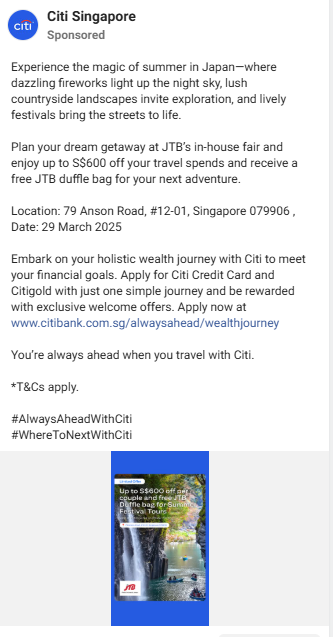 citi
Citi Singapore
Sponsored
Experience the magic of summer in Japan—where
dazzling fireworks light up the night sky, lush
countryside landscapes invite exploration, and lively
festivals bring the streets to life.
Plan your dream getaway at JTB's in-house fair and
enjoy up to S$600 off your travel spends and receive a
free JTB duffle bag for your next adventure.
Location: 79 Anson Road, #12-01, Singapore 079906 ,
Date: 29 March 2025
Embark on your holistic wealth journey with Citi to meet
your financial goals. Apply for Citi Credit Card and
Citigold with just one simple journey and be rewarded
with exclusive welcome offers. Apply now at
www.citibank.com.sg/alwaysahead/wealthjourney
You're always ahead when you travel with Citi.
*T&Cs apply.
#AlwaysAheadWithCiti
#WhereToNextWithCiti
Up to S$600 off per
couple and free JTB
Duffle bag for Summer
Festival Tours
JTB